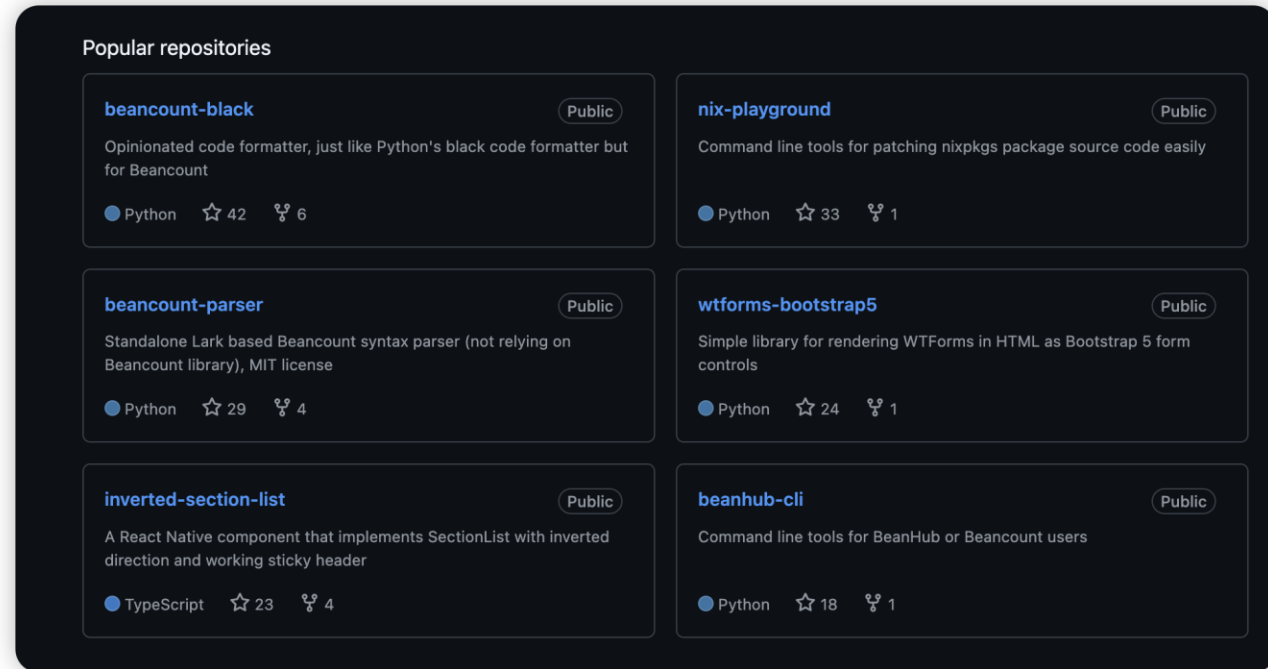 Popular repositories
beancount-black
Public
Opinionated code formatter, just like Python's black code formatter but
for Beancount
Python 42 6
nix-playground
Public
Command line tools for patching nixpkgs package source code easily
Python 33 1
beancount-parser
Public
Standalone Lark based Beancount syntax parser (not relying on
Beancount library), MIT license
Python 29 4
wtforms-bootstrap5
Public
Simple library for rendering WTForms in HTML as Bootstrap 5 form
controls
Python 24 1
inverted-section-list
Public
A React Native component that implements SectionList with inverted
direction and working sticky header
TypeScript 23 4
beanhub-cli
Public
Command line tools for BeanHub or Beancount users
Python 18 1